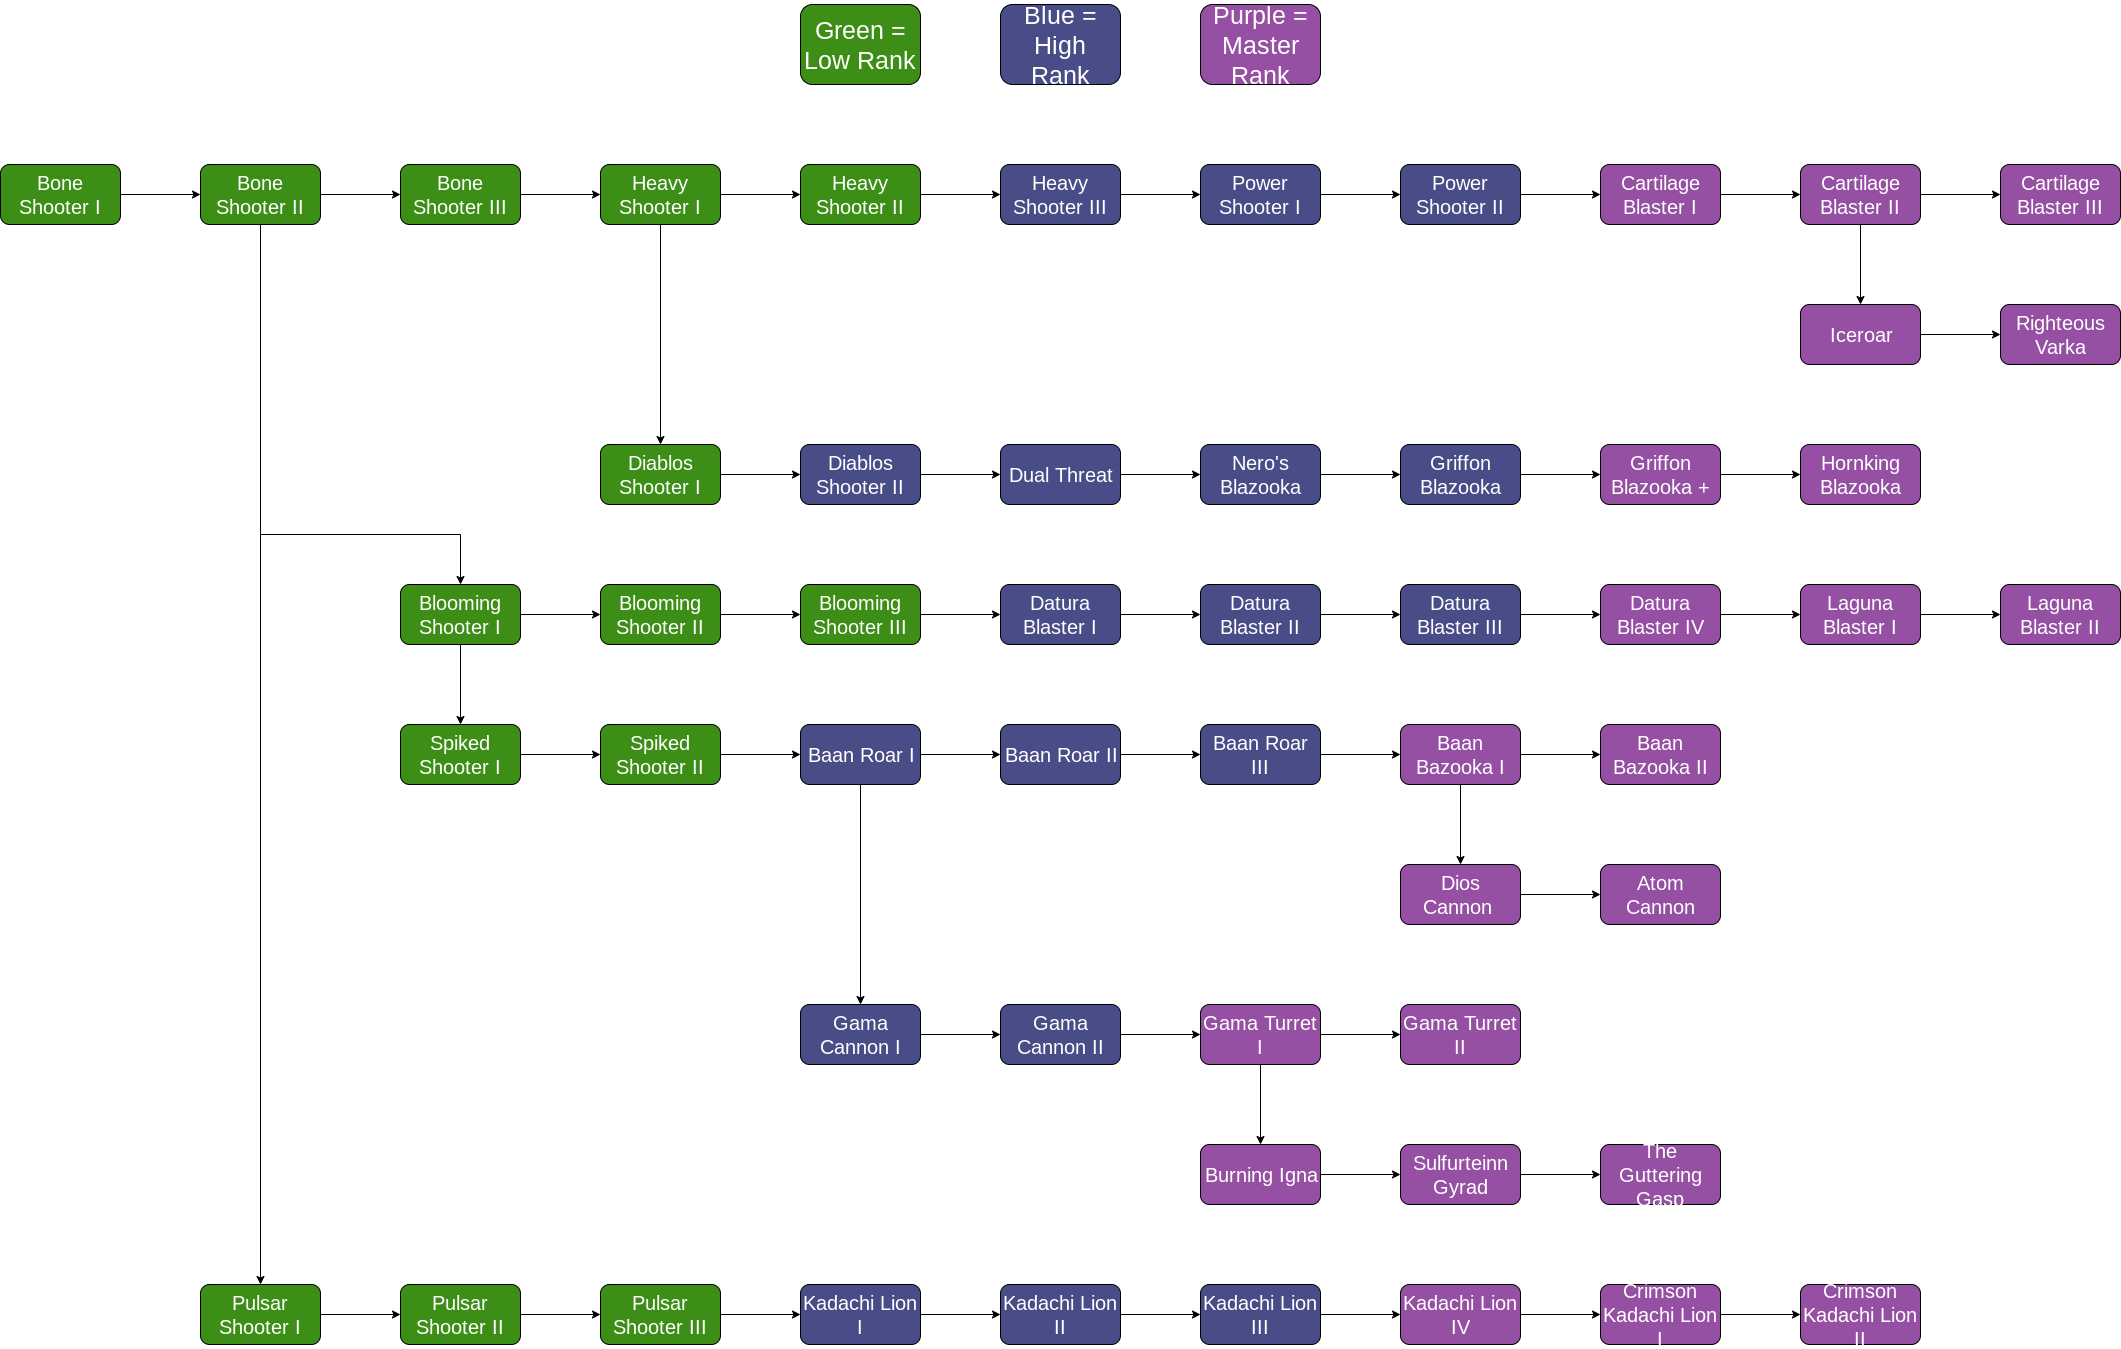 Green =
Low Rank
Blue =
High
Rank
Purple =
Master
Rank
Bone
Shooter I
Bone
Shooter II
Bone
Shooter III
Heavy
Shooter I
Heavy
Shooter II
Heavy
Shooter III
Power
Shooter I
Power
Shooter II
Cartilage
Blaster I
Cartilage
Blaster II
Cartilage
Blaster III
Iceroar
Righteous
Varka
Diablos
Shooter I
Diablos
Shooter II
Dual Threat
Nero's
Blazooka
Griffon
Blazooka
Griffon
Blazooka +
Hornking
Blazooka
Blooming
Shooter I
Blooming
Shooter II
Blooming
Shooter III
Datura
Blaster I
Datura
Blaster II
Datura
Blaster III
Datura
Blaster IV
Laguna
Blaster I
Laguna
Blaster II
Spiked
Shooter I
Spiked
Shooter II
Baan Roar I
Baan Roar II
Baan Roar
III
Baan
Bazooka I
Baan
Bazooka II
Dios
Cannon
Atom
Cannon
Gama
Cannon I
Gama
Cannon II
Gama Turret
I
Gama Turret
II
Burning Igna
Sulfurteinn
Gyrad
The
Guttering
Gasp
Pulsar
Shooter I
Pulsar
Shooter II
Pulsar
Shooter III
Kadachi Lion
I
Kadachi Lion
II
Kadachi Lion
III
Kadachi Lion
IV
Crimson
Kadachi Lion
I
Crimson
Kadachi Lion
II